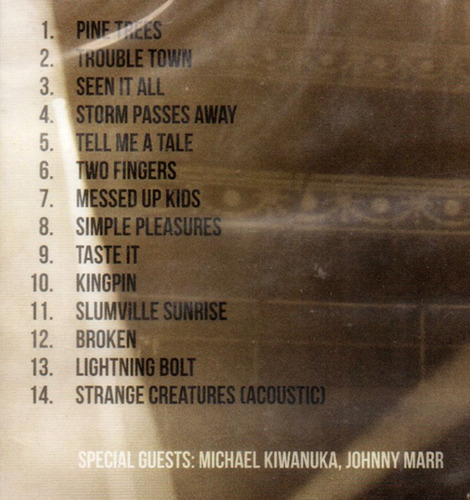 1. PINE TREES
2. TROUBLE TOWN
3. SEEN IT ALL
4. STORM PASSES AWAY
5. TELL ME A TALE
6. TWO FINGERS
7. MESSED UP KIDS
8. SIMPLE PLEASURES
9. TASTE IT
10. KINGPIN
11. SLUMVILLE SUNRISE
12. BROKEN
13. LIGHTNING BOLT
14. STRANGE CREATURES (ACOUSTIC)
SPECIAL GUESTS: MICHAEL KIWANUKA, JOHNNY MARR